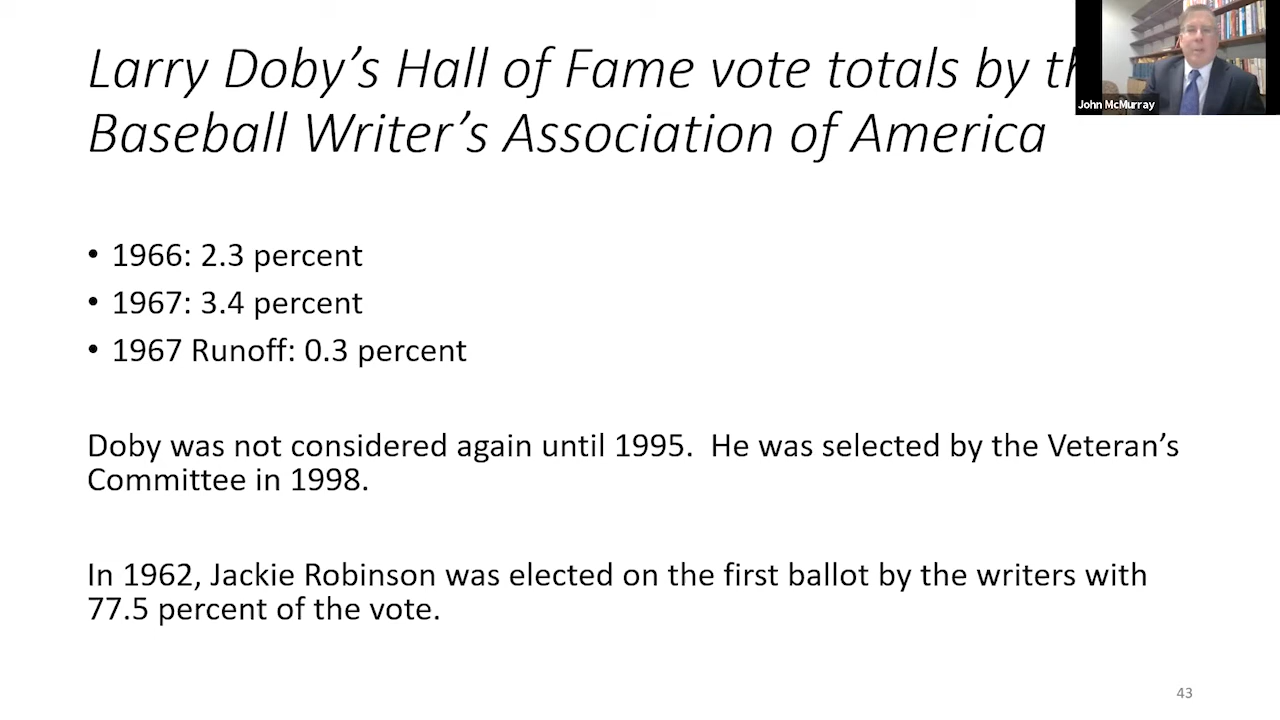 Larry Doby's Hall of Fame vote totals by
Baseball Writer's Association of America
John McMurray
• 1966: 2.3 percent
• 1967: 3.4 percent
• 1967 Runoff: 0.3 percent
Doby was not considered again until 1995.  He was selected by the Veteran's
Committee in 1998.
In 1962, Jackie Robinson was elected on the first ballot by the writers with
77.5 percent of the vote.
43